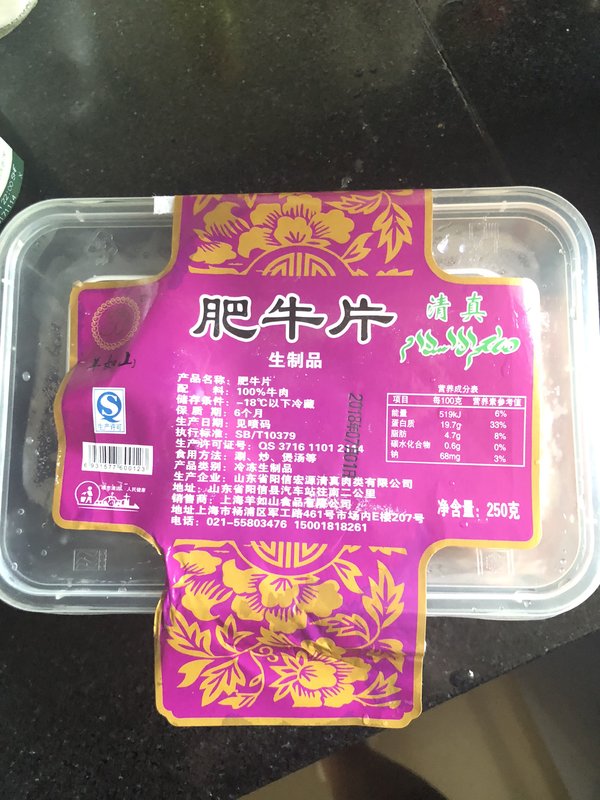 肥牛片
清真
生制品
羊如山
生产许可
产品名称：肥牛片
配 料：100%牛肉
储存条件：-18℃以下冷藏
保 质 期：6个月
生产日期：见喷码
执行标准：SB/T10379
生产许可证号：QS 3716 1101 2114
食用方法：涮、炒、煲汤等
产品类别：冷冻生制品
生产企业：山东省阳信宏源清真肉类有限公司
地址：山东省阳信县汽车站往南二公里
销售商：上海羊如山食品有限公司
地址上海市杨浦区军工路461号市场内E楼207号
电话：021-55803476 15001818261
营养成分表
项目 每100克 营养素参考值
能量 519kJ 6%
蛋白质 19.7g 33%
脂肪 4.7g 8%
碳水化合物 0.6g 0%
钠 68mg 3%
净含量：250克